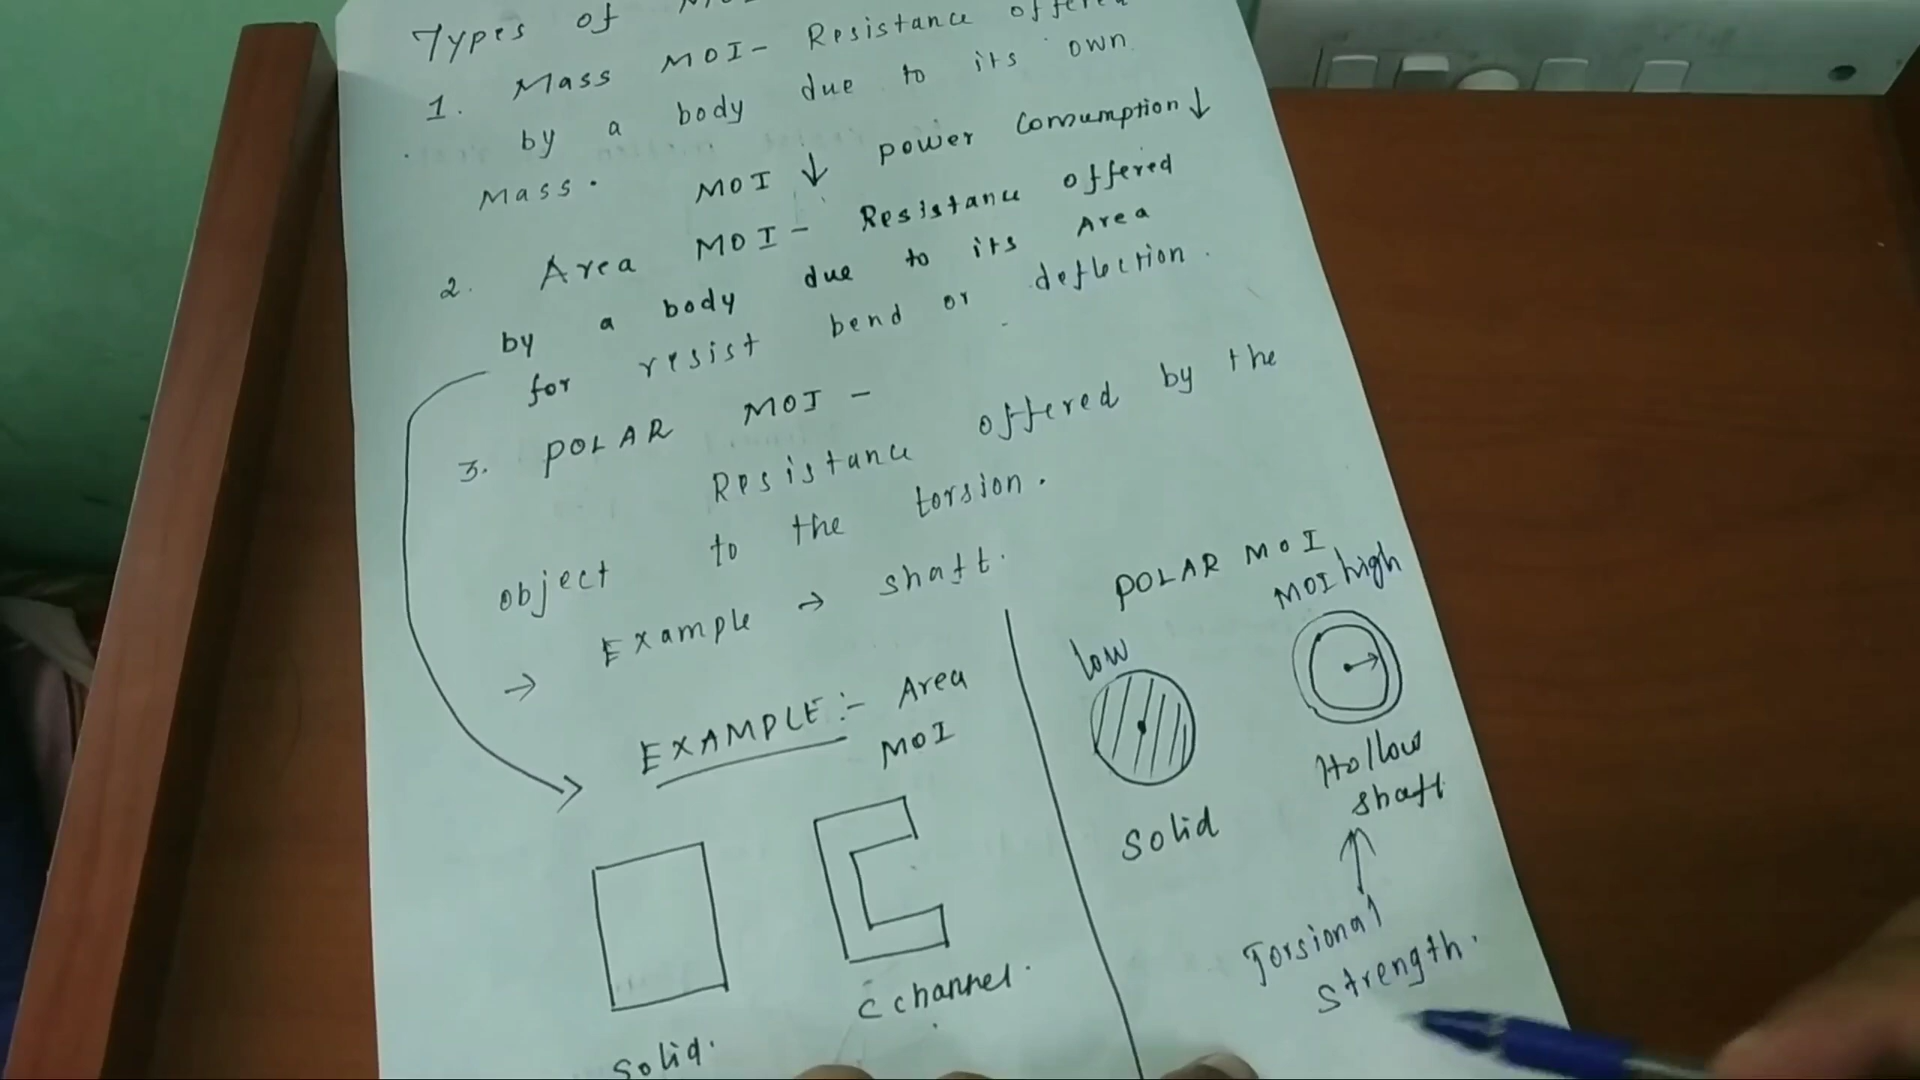 Types of
1. Mass MOI- Resistance offered
by a body due to its own
Mass. MOI ↓ power Consumption ↓
2. Area MOI- Resistance offered
by a body due to its Area
for resist bend or deflection.
3. POLAR MOI -
Resistance offered by the
object to the torsion.
→ Example → shaft.
EXAMPLE:- Area
MOI
Solid.
C channel.
POLAR MOI
MOI high
low
Solid
Hollow
shaft
Torsional
Strength.